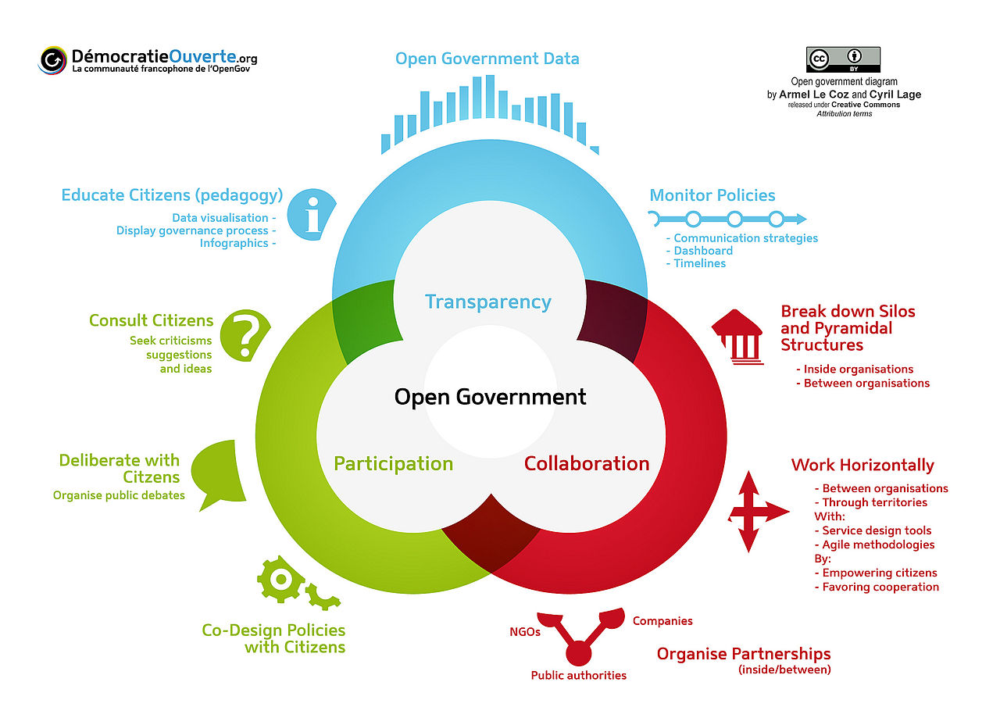 DémocratieOuverte.org
La communauté francophone de l'OpenGov
Open Government Data
cc
BY
Open government diagram
by Armel Le Coz and Cyril Lage
released under Creative Commons
Attribution terms
Educate Citizens (pedagogy)
Data visualisation -
Display governance process -
Infographics -
i
Monitor Policies
- Communication strategies
- Dashboard
- Timelines
Transparency
Consult Citizens
Seek criticisms
suggestions
and ideas
?
Break down Silos
and Pyramidal
Structures
- Inside organisations
- Between organisations
Open Government
Participation
Collaboration
Deliberate with
Citzens
Organise public debates
Work Horizontally
- Between organisations
- Through territories
With:
- Service design tools
- Agile methodologies
By:
- Empowering citizens
- Favoring cooperation
Co-Design Policies
with Citizens
NGOs
Companies
Public authorities
Organise Partnerships
(inside/between)